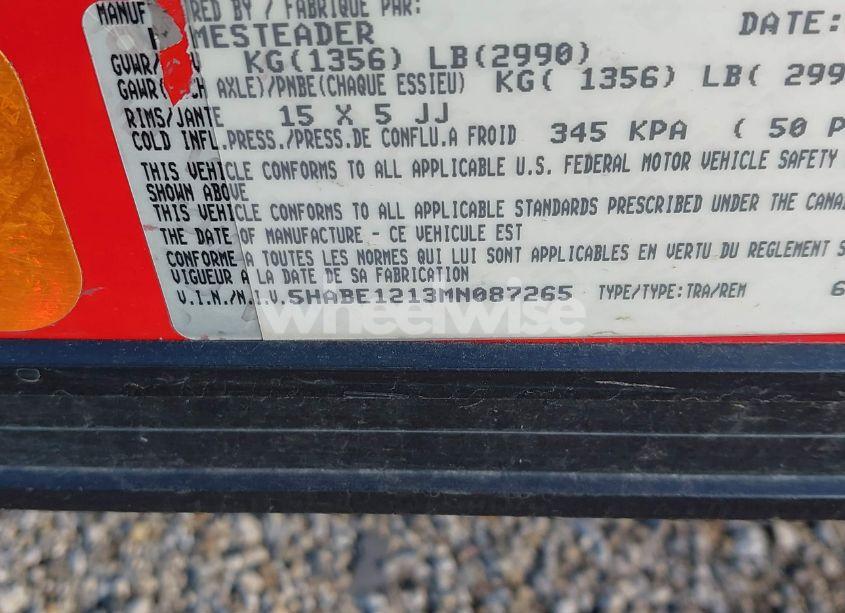 MANUF RED BY / FABRIQUÉ PAR:
MESTEADER DATE:
GVWR/ KG(1356) LB(2990)
GAWR( CH AXLE)/PNBE(CHAQUE ESSIEU) KG( 1356) LB( 299
RIMS/JANTE 15 X 5 JJ
COLD INFL.PRESS./PRESS.DE CONFLU.A FROID 345 KPA ( 50 P
THIS VEHICLE CONFORMS TO ALL APPLICABLE U.S. FEDERAL MOTOR VEHICLE SAFETY
SHOWN ABOVE
THIS VEHICLE CONFORMS TO ALL APPLICABLE STANDARDS PRESCRIBED UNDER THE CANA
THE DATE OF MANUFACTURE - CE VEHICULE EST
CONFORME A TOUTES LES NORMES QUI LUI SONT APPLICABLES EN VERTU DU REGLEMENT S
VIGUEUR A LA DATE DE SA FABRICATION
V.I.N./N.I.V.5HABE1213MN087265 TYPE/TYPE:TRA/REM 6
wheelwise